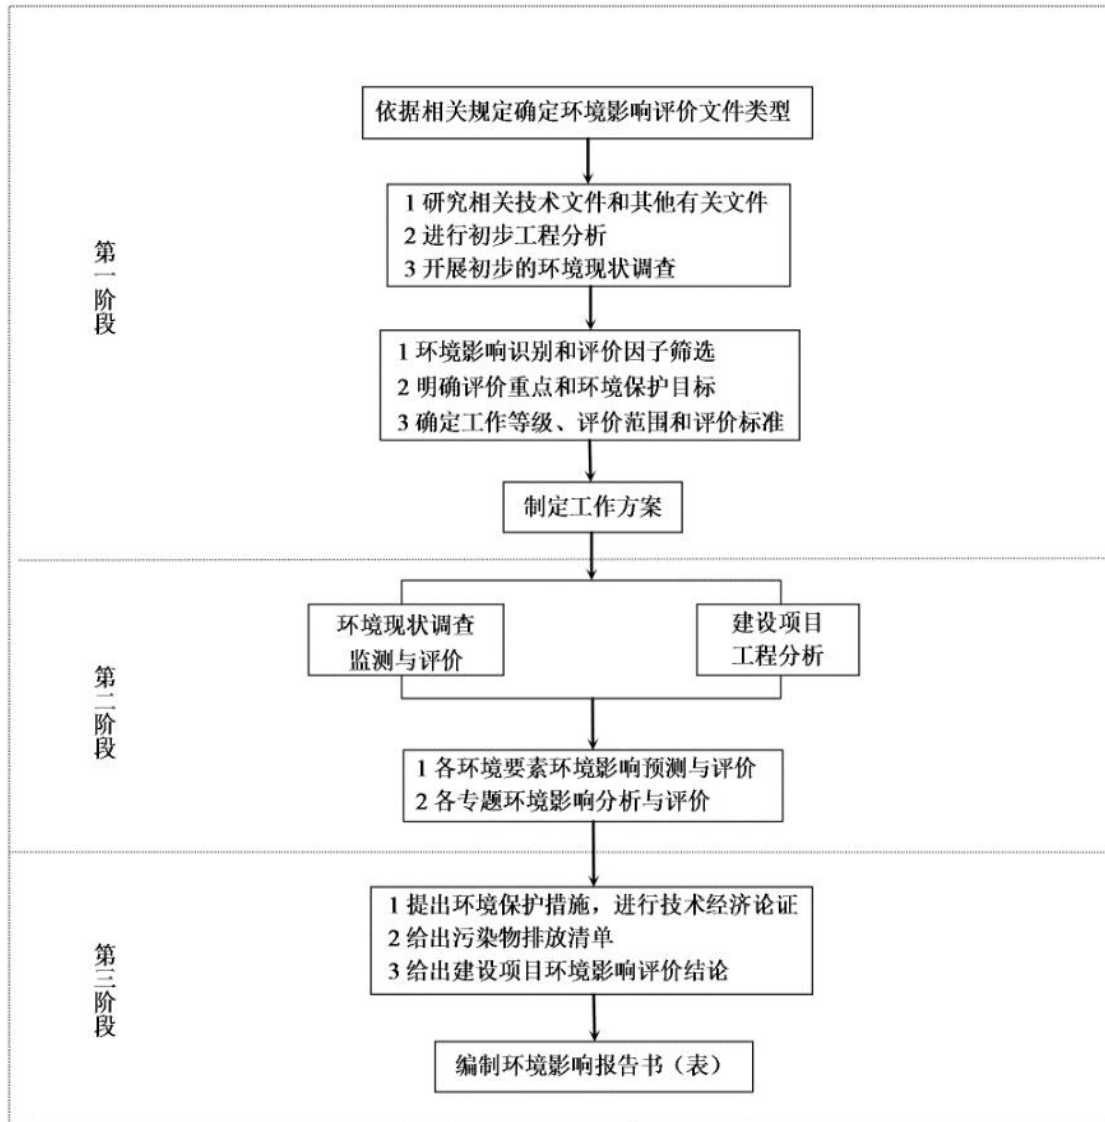 依据相关规定确定环境影响评价文件类型
1 研究相关技术文件和其他有关文件
2 进行初步工程分析
3 开展初步的环境现状调查
第一阶段
1 环境影响识别和评价因子筛选
2 明确评价重点和环境保护目标
3 确定工作等级、评价范围和评价标准
制定工作方案
环境现状调查
监测与评价
建设项目
工程分析
第二阶段
1 各环境要素环境影响预测与评价
2 各专题环境影响分析与评价
1 提出环境保护措施，进行技术经济论证
2 给出污染物排放清单
3 给出建设项目环境影响评价结论
第三阶段
编制环境影响报告书（表）